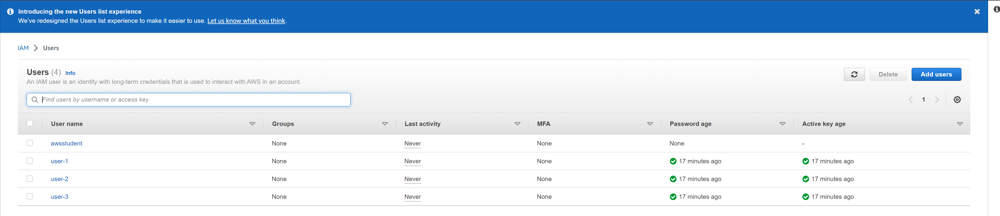 Introducing the new Users list experience
We've redesigned the Users list experience to make it easier to use. Let us know what you think.
IAM > Users
Users (4) Info
An IAM user is an identity with long-term credentials that is used to interact with AWS in an account.
Delete
Add users
Find users by username or access key
1
User name Groups Last activity MFA Password age Active key age
awsstudent None Never None None -
user-1 None Never None 17 minutes ago 17 minutes ago
user-2 None Never None 17 minutes ago 17 minutes ago
user-3 None Never None 17 minutes ago 17 minutes ago